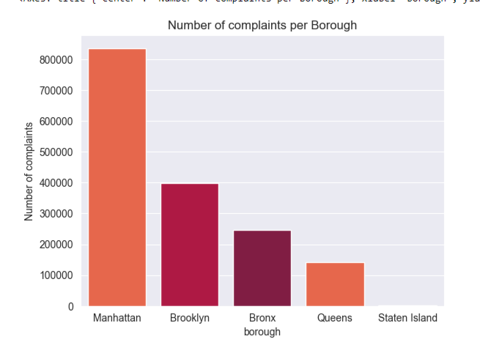 Number of complaints per Borough
Number of complaints
800000
700000
600000
500000
400000
300000
200000
100000
0
Manhattan Brooklyn Bronx Queens Staten Island
borough